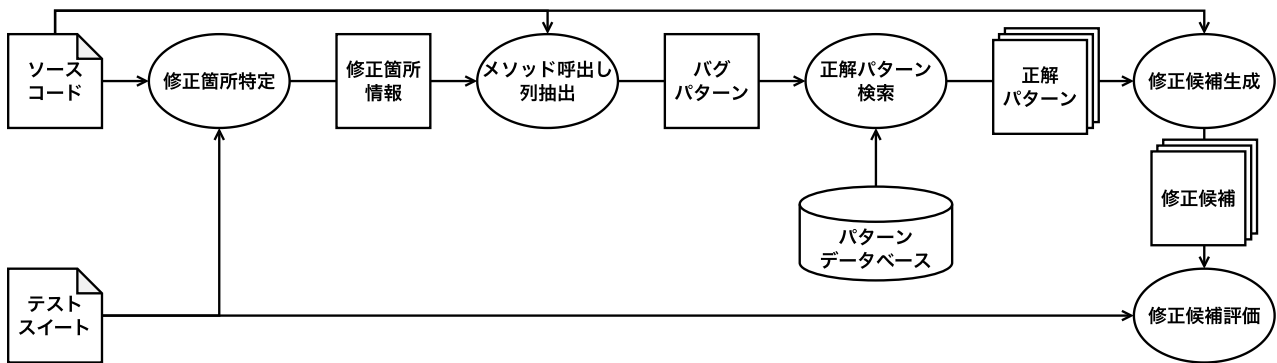 ソース
コード
修正箇所特定
修正箇所
情報
メソッド呼出し
列抽出
バグ
パターン
正解パターン
検索
正解
パターン
修正候補生成
修正候補
パターン
データベース
テスト
スイート
修正候補評価